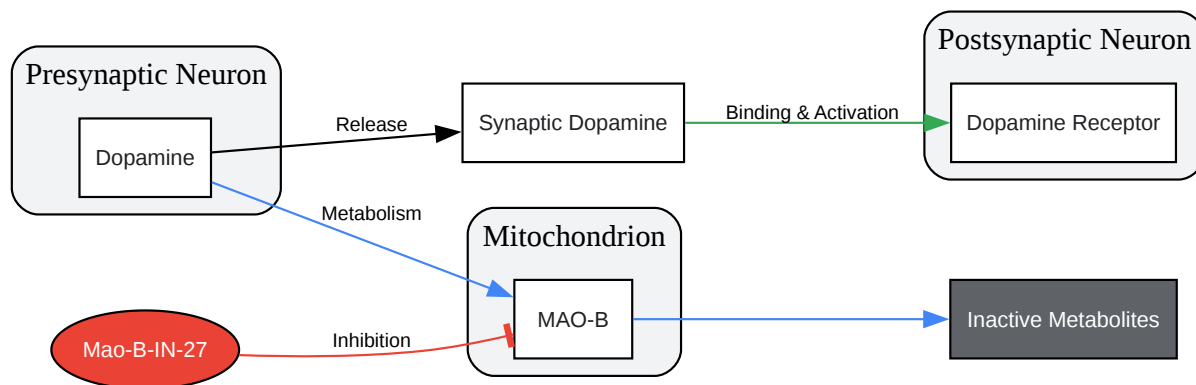 Presynaptic Neuron
Dopamine
Release
Synaptic Dopamine
Binding & Activation
Postsynaptic Neuron
Dopamine Receptor
Metabolism
Mitochondrion
MAO-B
Inactive Metabolites
Mao-B-IN-27
Inhibition